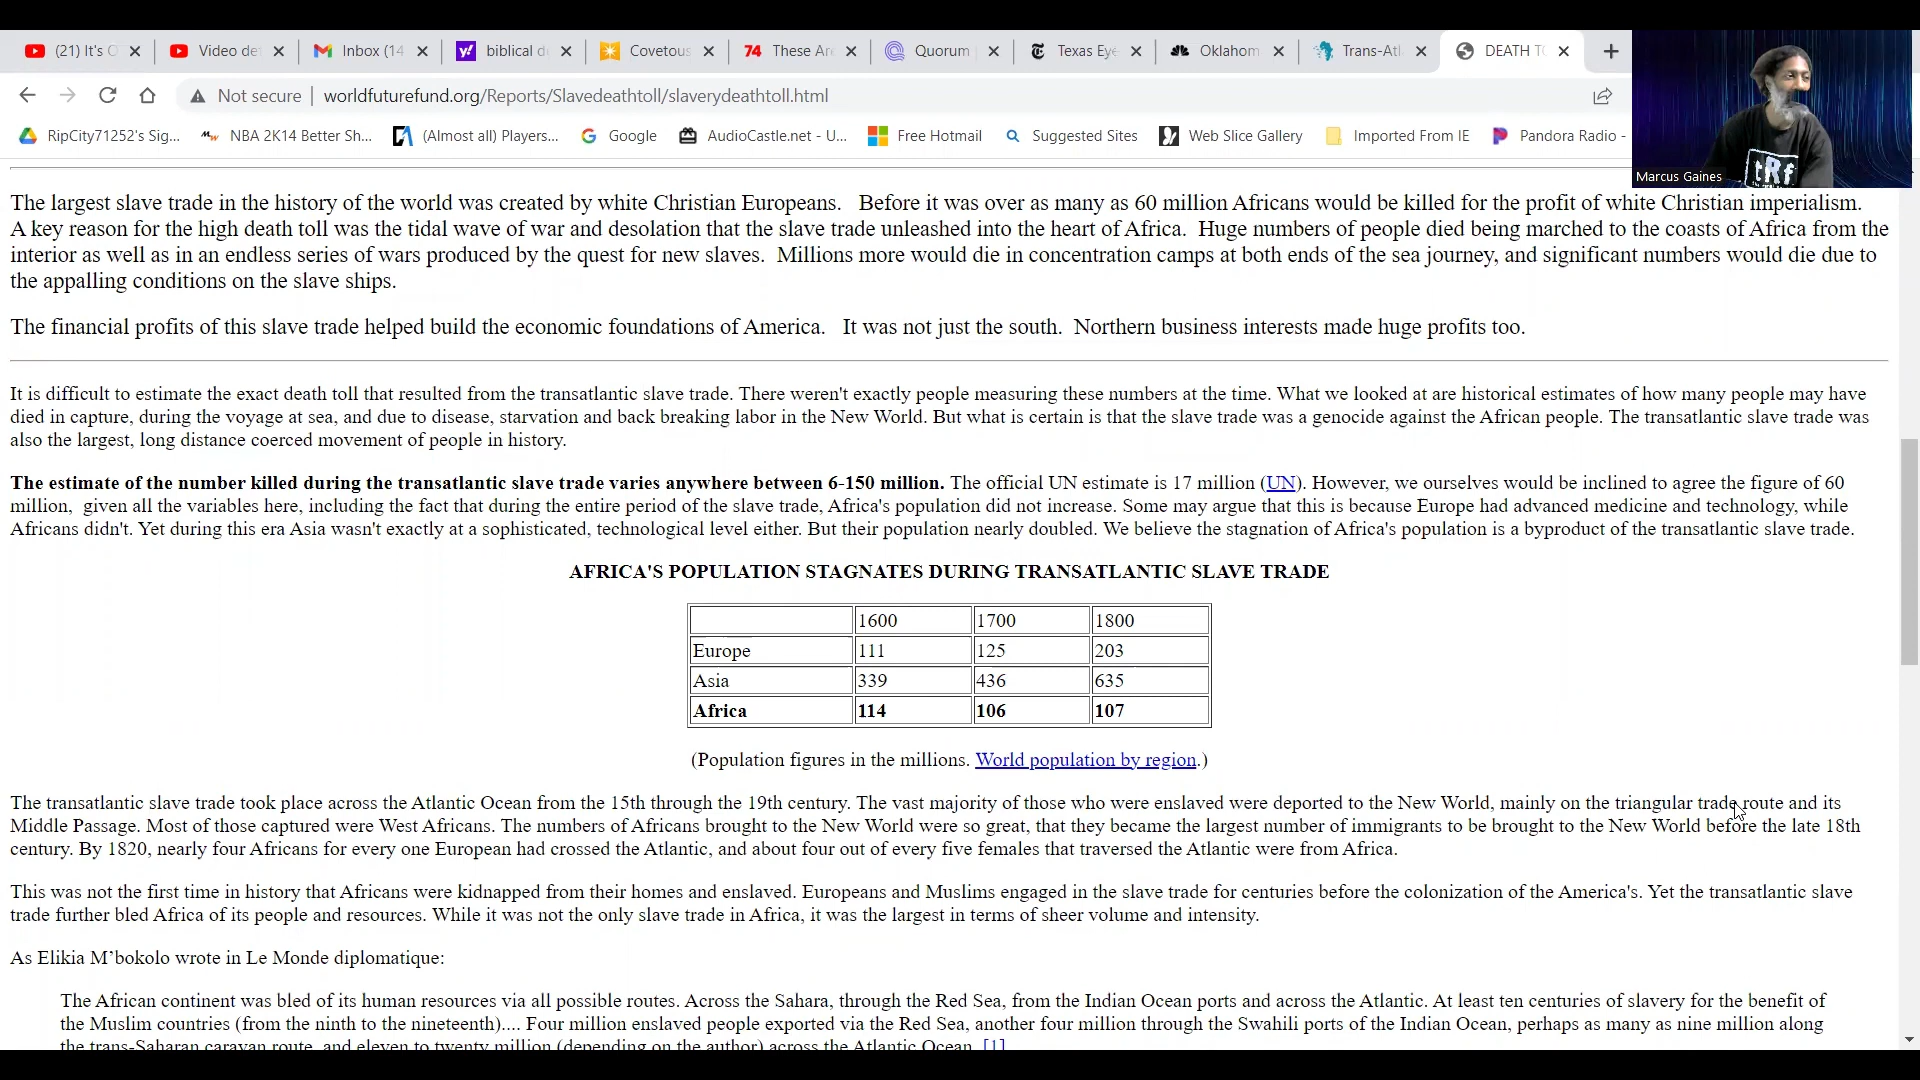 (21) It's C
Video de
Inbox (14
biblical d
Covetous
These Are
Quorum
Texas Eye
Oklahom
Trans-Atl
DEATH TO
Not secure | worldfuturefund.org/Reports/Slavedeathtoll/slaverydeathtoll.html
RipCity71252's Sig...
NBA 2K14 Better Sh...
(Almost all) Players...
Google
AudioCastle.net - U...
Free Hotmail
Suggested Sites
Web Slice Gallery
Imported From IE
Pandora Radio -
Marcus Gaines
tRf
The largest slave trade in the history of the world was created by white Christian Europeans. Before it was over as many as 60 million Africans would be killed for the profit of white Christian imperialism.
A key reason for the high death toll was the tidal wave of war and desolation that the slave trade unleashed into the heart of Africa. Huge numbers of people died being marched to the coasts of Africa from the
interior as well as in an endless series of wars produced by the quest for new slaves. Millions more would die in concentration camps at both ends of the sea journey, and significant numbers would die due to
the appalling conditions on the slave ships.
The financial profits of this slave trade helped build the economic foundations of America. It was not just the south. Northern business interests made huge profits too.
It is difficult to estimate the exact death toll that resulted from the transatlantic slave trade. There weren't exactly people measuring these numbers at the time. What we looked at are historical estimates of how many people may have
died in capture, during the voyage at sea, and due to disease, starvation and back breaking labor in the New World. But what is certain is that the slave trade was a genocide against the African people. The transatlantic slave trade was
also the largest, long distance coerced movement of people in history.
The estimate of the number killed during the transatlantic slave trade varies anywhere between 6-150 million. The official UN estimate is 17 million (UN). However, we ourselves would be inclined to agree the figure of 60
million, given all the variables here, including the fact that during the entire period of the slave trade, Africa's population did not increase. Some may argue that this is because Europe had advanced medicine and technology, while
Africans didn't. Yet during this era Asia wasn't exactly at a sophisticated, technological level either. But their population nearly doubled. We believe the stagnation of Africa's population is a byproduct of the transatlantic slave trade.
AFRICA'S POPULATION STAGNATES DURING TRANSATLANTIC SLAVE TRADE
1600 1700 1800
Europe 111 125 203
Asia 339 436 635
Africa 114 106 107
(Population figures in the millions. World population by region.)
The transatlantic slave trade took place across the Atlantic Ocean from the 15th through the 19th century. The vast majority of those who were enslaved were deported to the New World, mainly on the triangular trade route and its
Middle Passage. Most of those captured were West Africans. The numbers of Africans brought to the New World were so great, that they became the largest number of immigrants to be brought to the New World before the late 18th
century. By 1820, nearly four Africans for every one European had crossed the Atlantic, and about four out of every five females that traversed the Atlantic were from Africa.
This was not the first time in history that Africans were kidnapped from their homes and enslaved. Europeans and Muslims engaged in the slave trade for centuries before the colonization of the America's. Yet the transatlantic slave
trade further bled Africa of its people and resources. While it was not the only slave trade in Africa, it was the largest in terms of sheer volume and intensity.
As Elikia M’bokolo wrote in Le Monde diplomatique:
The African continent was bled of its human resources via all possible routes. Across the Sahara, through the Red Sea, from the Indian Ocean ports and across the Atlantic. At least ten centuries of slavery for the benefit of
the Muslim countries (from the ninth to the nineteenth).... Four million enslaved people exported via the Red Sea, another four million through the Swahili ports of the Indian Ocean, perhaps as many as nine million along
the trans-Saharan caravan route, and eleven to twenty million (depending on the author) across the Atlantic Ocean. [1]